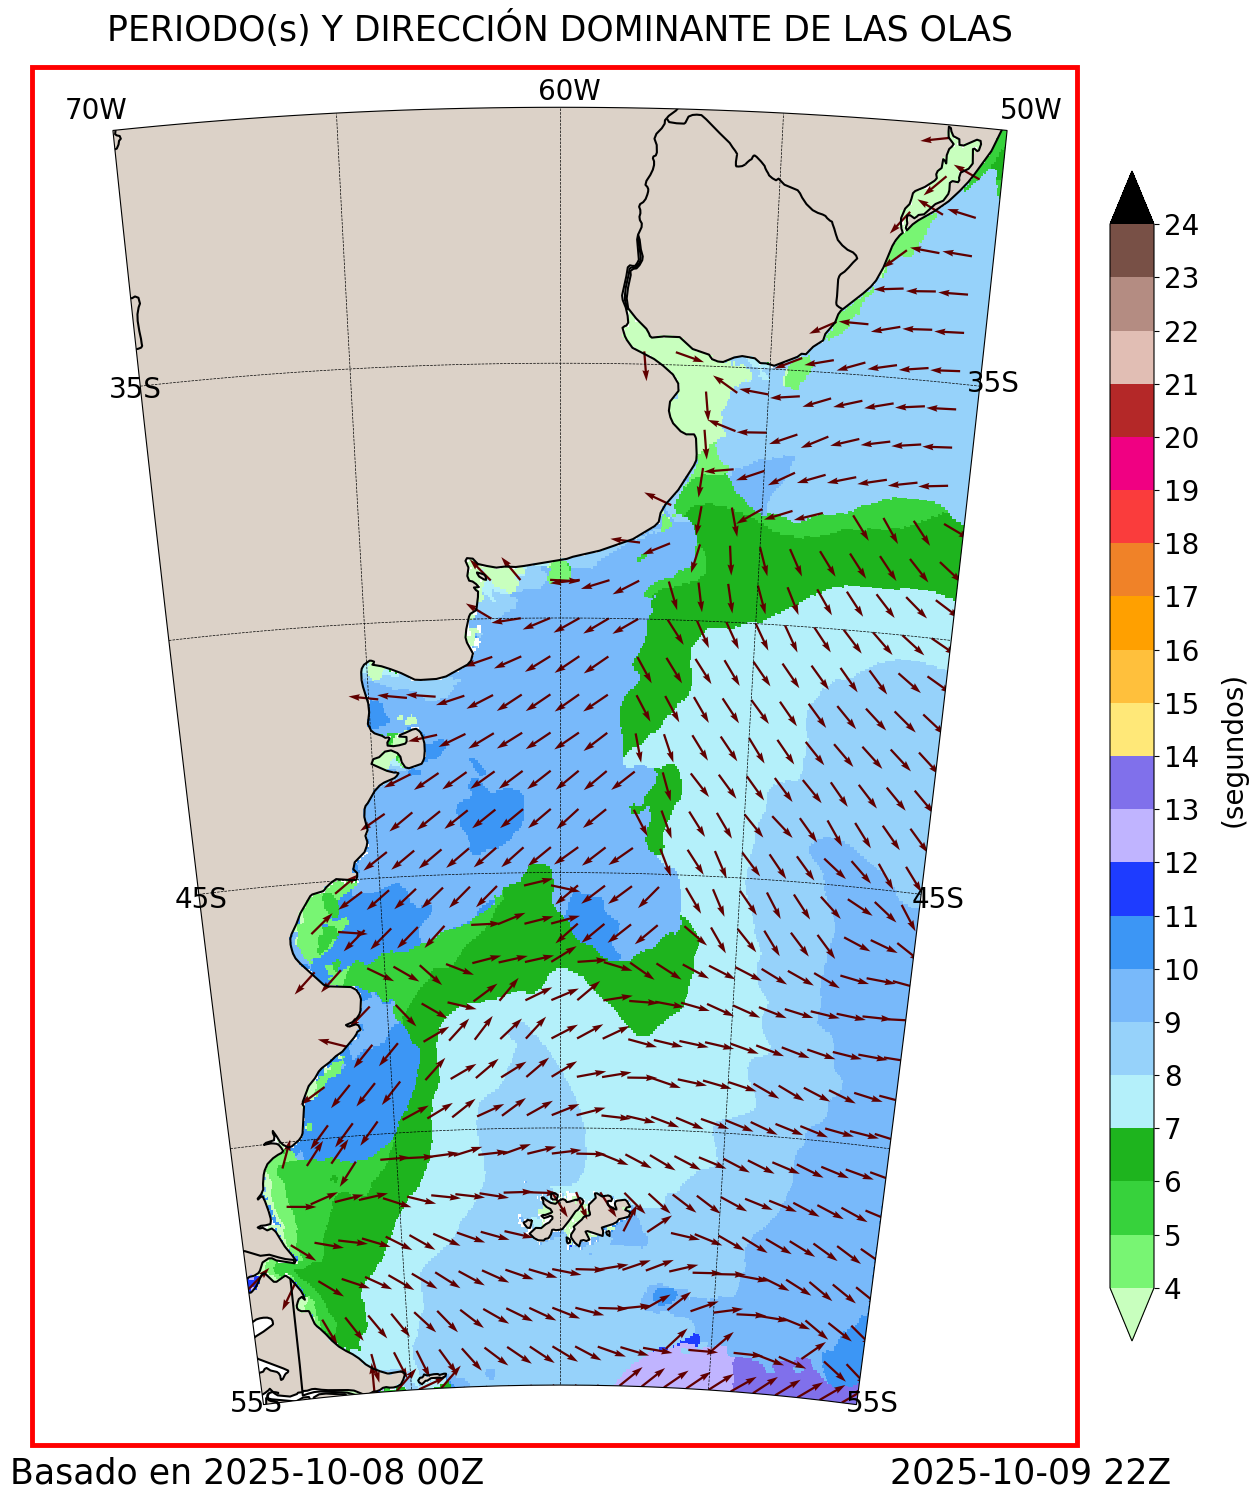 PERIODO(s) Y DIRECCIÓN DOMINANTE DE LAS OLAS
70W
60W
50W
35S
35S
45S
45S
55S
55S
24
23
22
21
20
19
18
17
16
15
14
13
12
11
10
9
8
7
6
5
4
(segundos)
Basado en 2025-10-08 00Z
2025-10-09 22Z